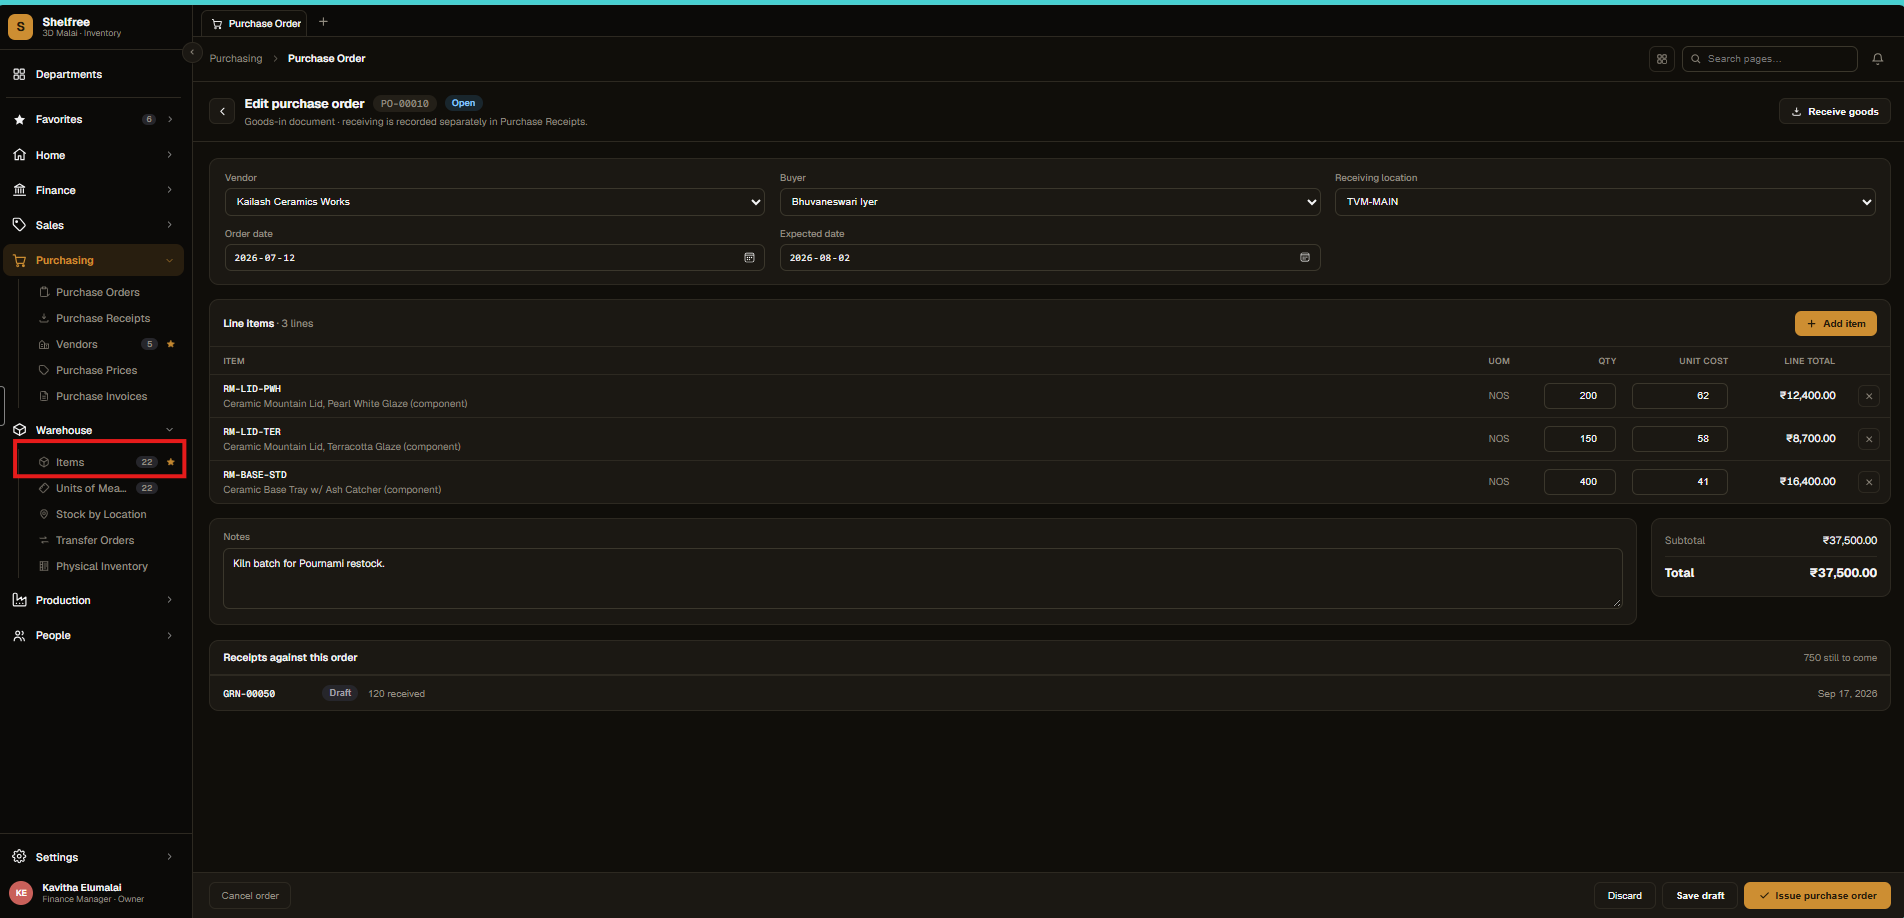 S
Shelfree
3D Malai · Inventory
Departments
Favorites 6
Home
Finance
Sales
Purchasing
Purchase Orders
Purchase Receipts
Vendors 5
Purchase Prices
Purchase Invoices
Warehouse
Items 22
Units of Mea... 22
Stock by Location
Transfer Orders
Physical Inventory
Production
People
Settings
KE
Kavitha Elumalai
Finance Manager · Owner
Purchase Order
Purchasing Purchase Order
Search pages...
Edit purchase order PO-00010 Open
Goods-in document · receiving is recorded separately in Purchase Receipts.
Receive goods
Vendor Buyer Receiving location
Kailash Ceramics Works Bhuvaneswari Iyer TVM-MAIN
Order date Expected date
2026-07-12 2026-08-02
Line items · 3 lines
Add item
ITEM UOM QTY UNIT COST LINE TOTAL
RM-LID-PWH
Ceramic Mountain Lid, Pearl White Glaze (component)
NOS 200 62 ₹12,400.00
RM-LID-TER
Ceramic Mountain Lid, Terracotta Glaze (component)
NOS 150 58 ₹8,700.00
RM-BASE-STD
Ceramic Base Tray w/ Ash Catcher (component)
NOS 400 41 ₹16,400.00
Notes
Kiln batch for Pournami restock.
Subtotal ₹37,500.00
Total ₹37,500.00
Receipts against this order 750 still to come
GRN-00050 Draft 120 received Sep 17, 2026
Cancel order Discard Save draft Issue purchase order